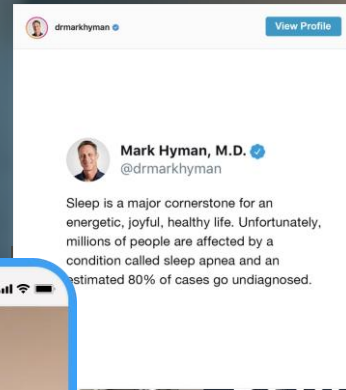 drmarkhyman
View Profile
Mark Hyman, M.D.
@drmarkhyman
Sleep is a major cornerstone for an
energetic, joyful, healthy life. Unfortunately,
millions of people are affected by a
condition called sleep apnea and an
estimated 80% of cases go undiagnosed.